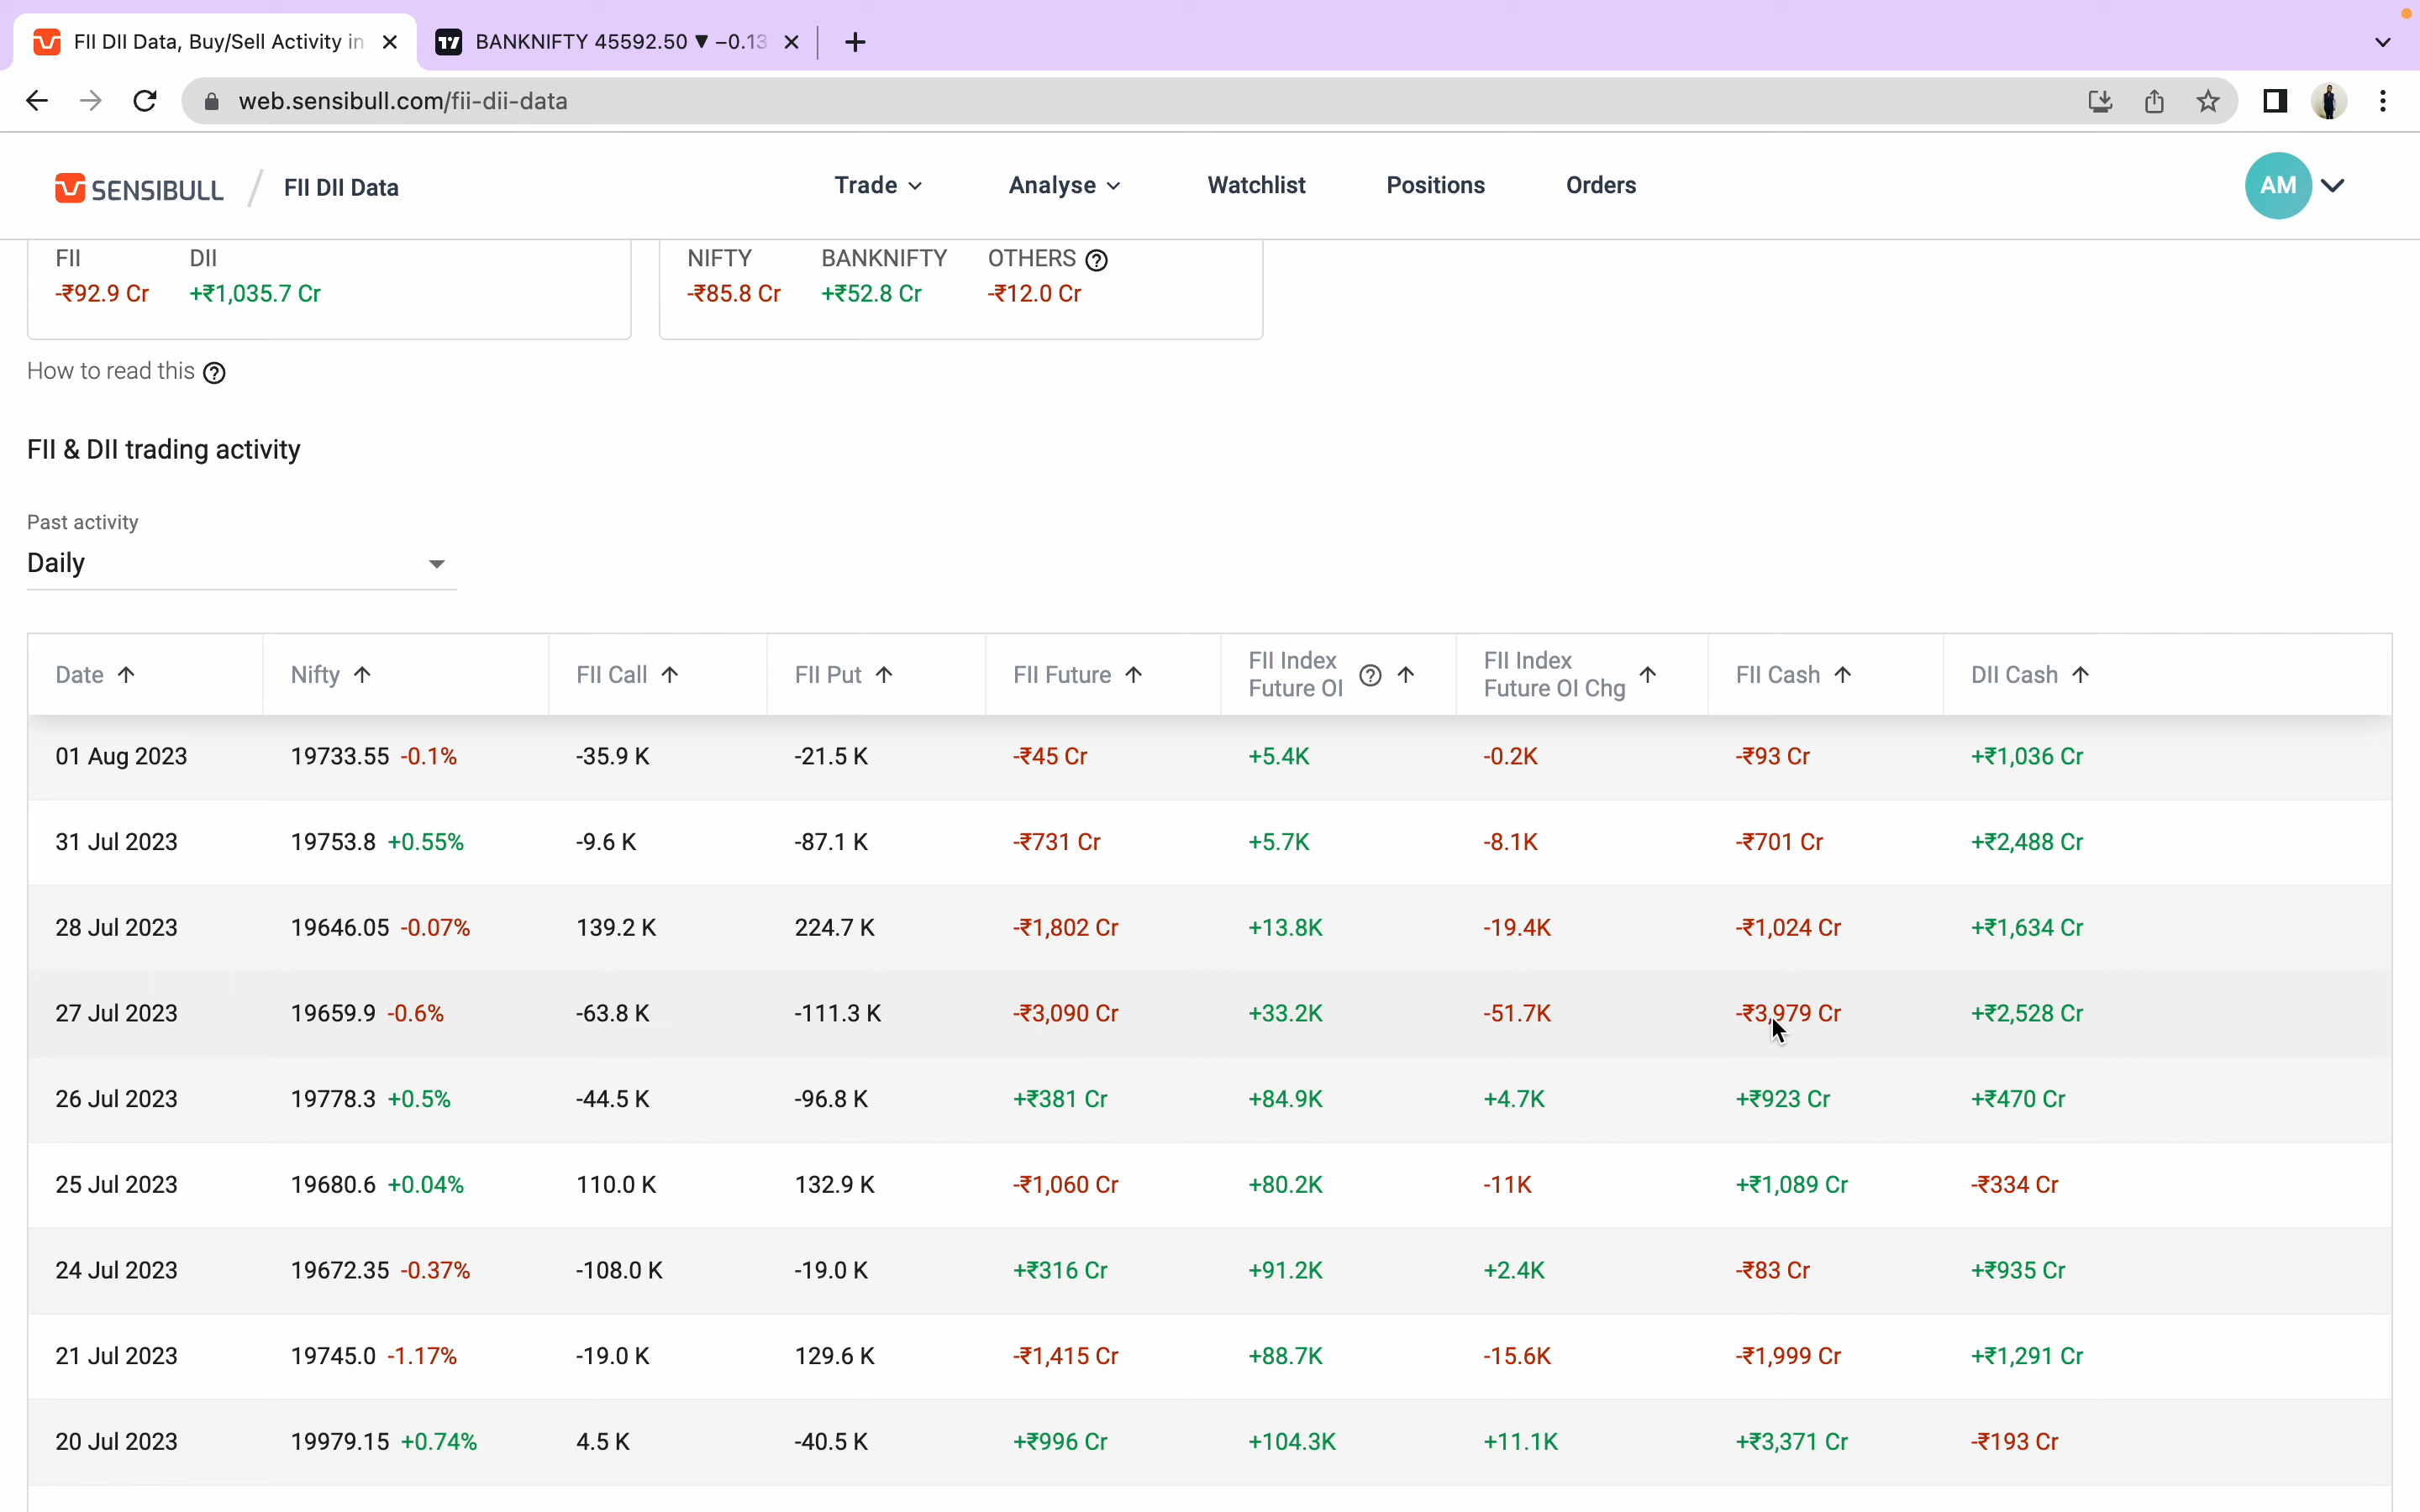 FII DII Data, Buy/Sell Activity in
BANKNIFTY 45592.50 ▼ −0.13
web.sensibull.com/fii-dii-data
SENSIBULL / FII DII Data
Trade Analyse Watchlist Positions Orders
AM
FII DII
-₹92.9 Cr +₹1,035.7 Cr
NIFTY BANKNIFTY OTHERS ?
-₹85.8 Cr +₹52.8 Cr -₹12.0 Cr
How to read this ?
FII & DII trading activity
Past activity
Daily
Date ↑ Nifty ↑ FII Call ↑ FII Put ↑ FII Future ↑ FII Index Future OI ? ↑ FII Index Future OI Chg ↑ FII Cash ↑ DII Cash ↑
01 Aug 2023 19733.55 -0.1% -35.9 K -21.5 K -₹45 Cr +5.4K -0.2K -₹93 Cr +₹1,036 Cr
31 Jul 2023 19753.8 +0.55% -9.6 K -87.1 K -₹731 Cr +5.7K -8.1K -₹701 Cr +₹2,488 Cr
28 Jul 2023 19646.05 -0.07% 139.2 K 224.7 K -₹1,802 Cr +13.8K -19.4K -₹1,024 Cr +₹1,634 Cr
27 Jul 2023 19659.9 -0.6% -63.8 K -111.3 K -₹3,090 Cr +33.2K -51.7K -₹3,979 Cr +₹2,528 Cr
26 Jul 2023 19778.3 +0.5% -44.5 K -96.8 K +₹381 Cr +84.9K +4.7K +₹923 Cr +₹470 Cr
25 Jul 2023 19680.6 +0.04% 110.0 K 132.9 K -₹1,060 Cr +80.2K -11K +₹1,089 Cr -₹334 Cr
24 Jul 2023 19672.35 -0.37% -108.0 K -19.0 K +₹316 Cr +91.2K +2.4K -₹83 Cr +₹935 Cr
21 Jul 2023 19745.0 -1.17% -19.0 K 129.6 K -₹1,415 Cr +88.7K -15.6K -₹1,999 Cr +₹1,291 Cr
20 Jul 2023 19979.15 +0.74% 4.5 K -40.5 K +₹996 Cr +104.3K +11.1K +₹3,371 Cr -₹193 Cr